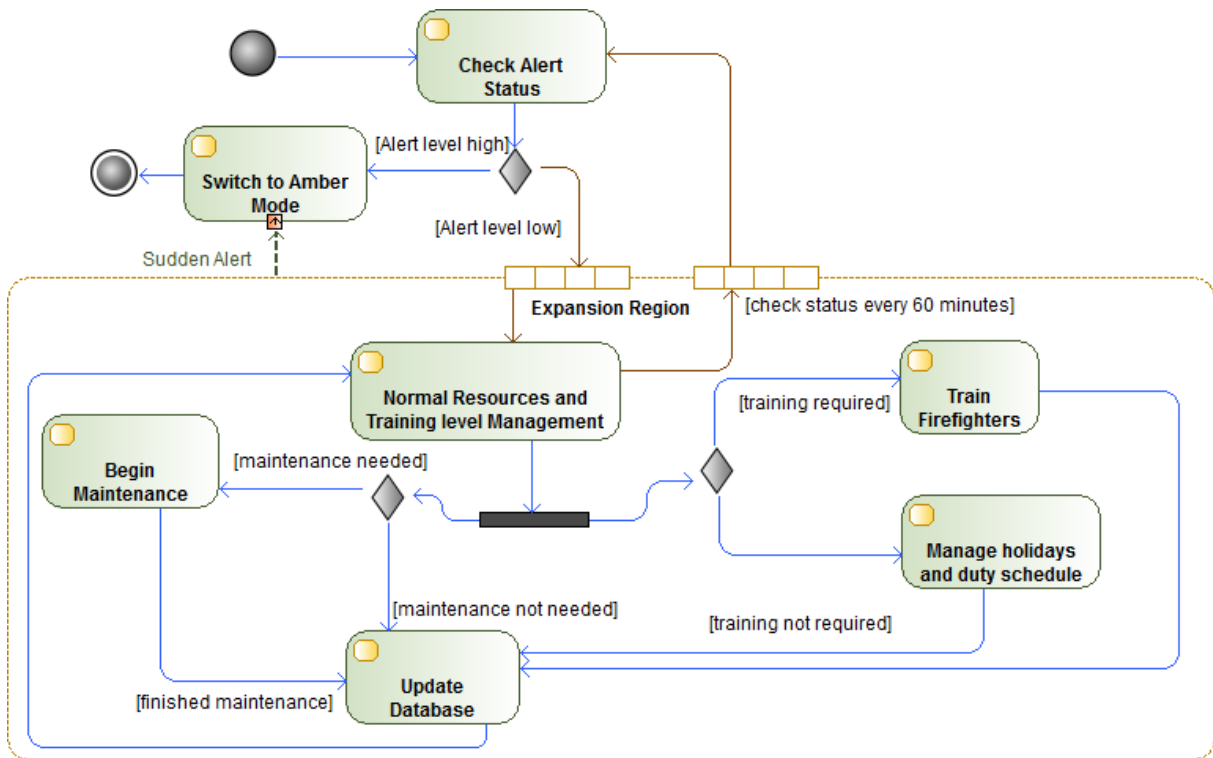 Check Alert
Status
[Alert level high]
Switch to Amber
Mode
[Alert level low]
Sudden Alert
Expansion Region
[check status every 60 minutes]
Normal Resources and
Training level Management
[training required]
Train
Firefighters
[maintenance needed]
Begin
Maintenance
Manage holidays
and duty schedule
[maintenance not needed]
[training not required]
Update
Database
[finished maintenance]